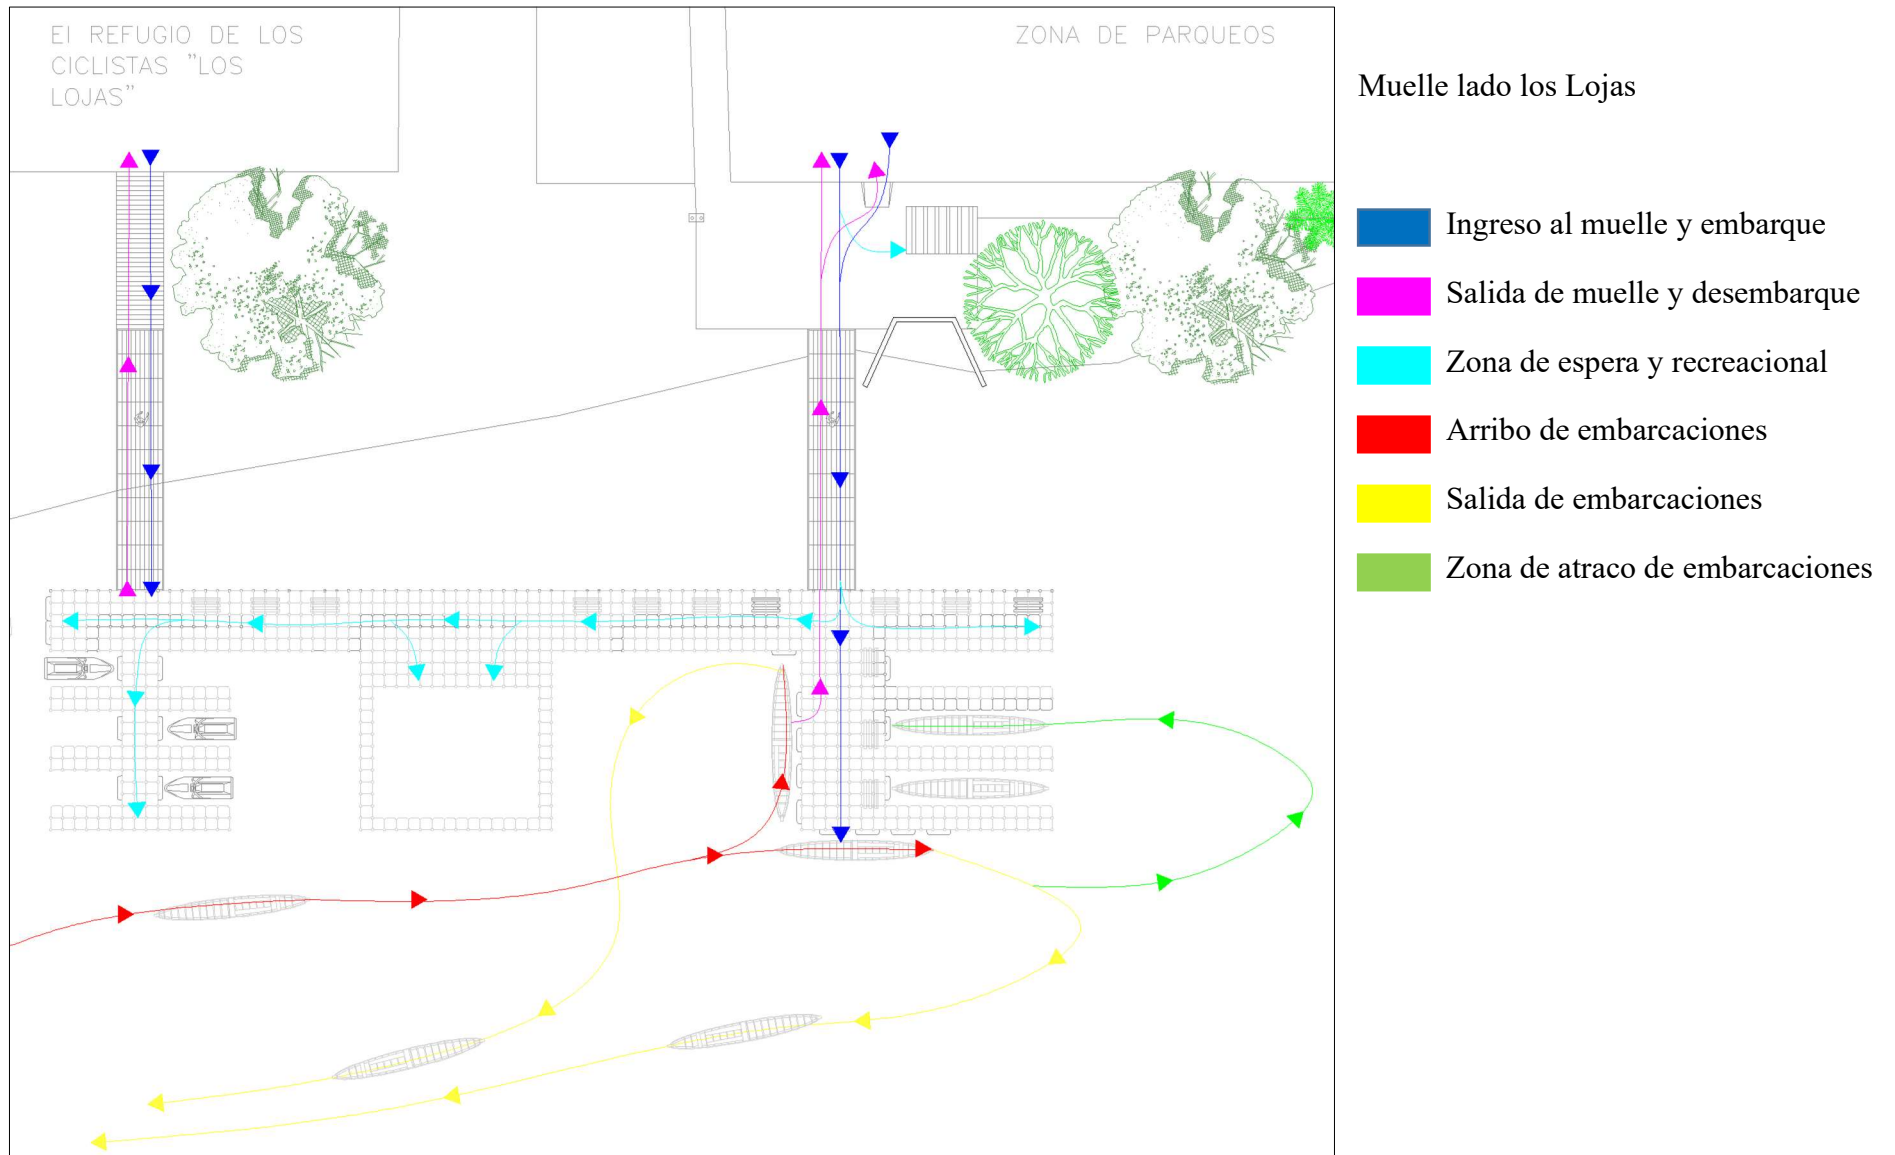 El REFUGIO DE LOS
CICLISTAS "LOS
LOJAS"
ZONA DE PARQUEOS
Muelle lado los Lojas
Ingreso al muelle y embarque
Salida de muelle y desembarque
Zona de espera y recreacional
Arribo de embarcaciones
Salida de embarcaciones
Zona de atraco de embarcaciones